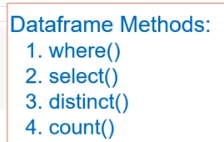 Dataframe Methods:
1. where()
2. select()
3. distinct()
4. count()